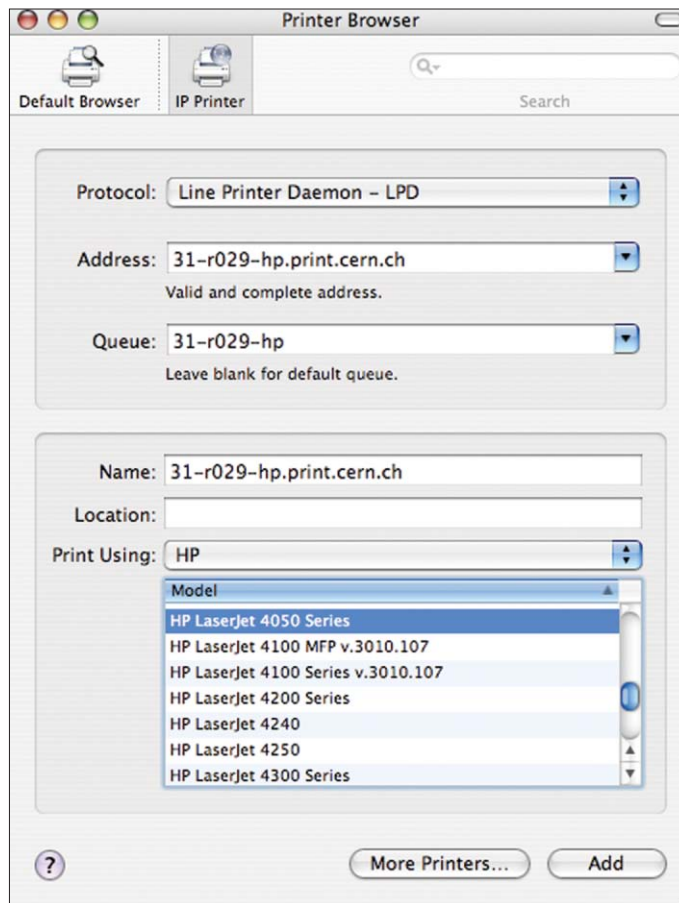 Printer Browser
Default Browser
IP Printer
Search
Protocol: Line Printer Daemon – LPD
Address: 31-r029-hp.print.cern.ch
Valid and complete address.
Queue: 31-r029-hp
Leave blank for default queue.
Name: 31-r029-hp.print.cern.ch
Location:
Print Using: HP
Model
HP LaserJet 4050 Series
HP LaserJet 4100 MFP v.3010.107
HP LaserJet 4100 Series v.3010.107
HP LaserJet 4200 Series
HP LaserJet 4240
HP LaserJet 4250
HP LaserJet 4300 Series
?
More Printers...
Add